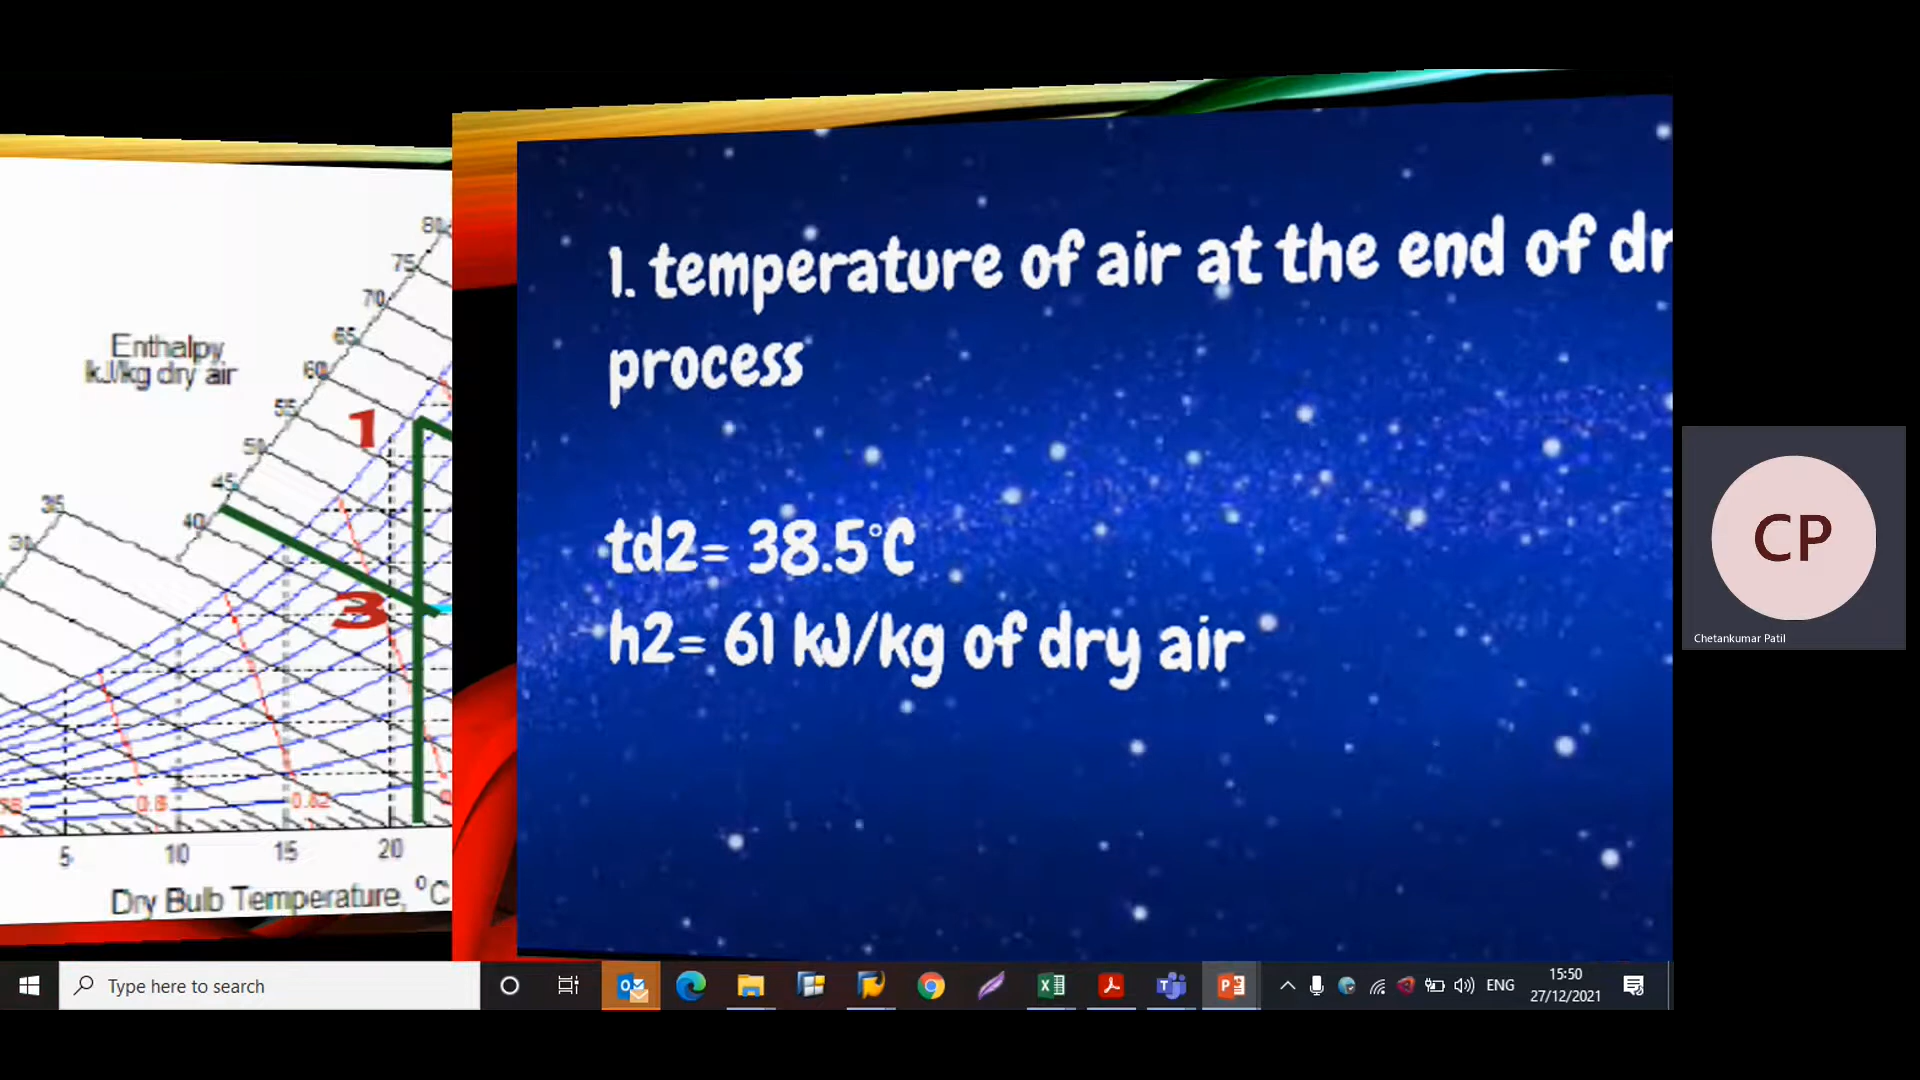 80
75
70
65
Enthalpy
kJ/kg dry air
60
55
1
50
45
35
40
30
3
0.8
0.82
5
10
15
20
Dry Bulb Temperature, °C
1. temperature of air at the end of dr
process
td2= 38.5°C
h2= 61 kJ/kg of dry air
CP
Chetankumar Patil
Type here to search
ENG
15:50
27/12/2021